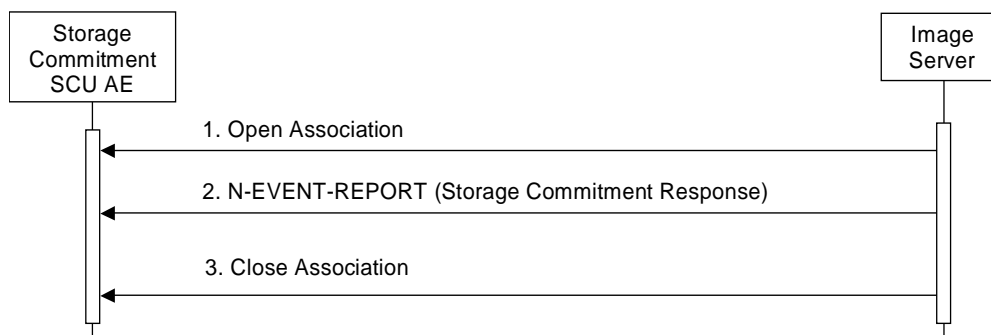 Storage
Commitment
SCU AE
Image
Server
1. Open Association
2. N-EVENT-REPORT (Storage Commitment Response)
3. Close Association